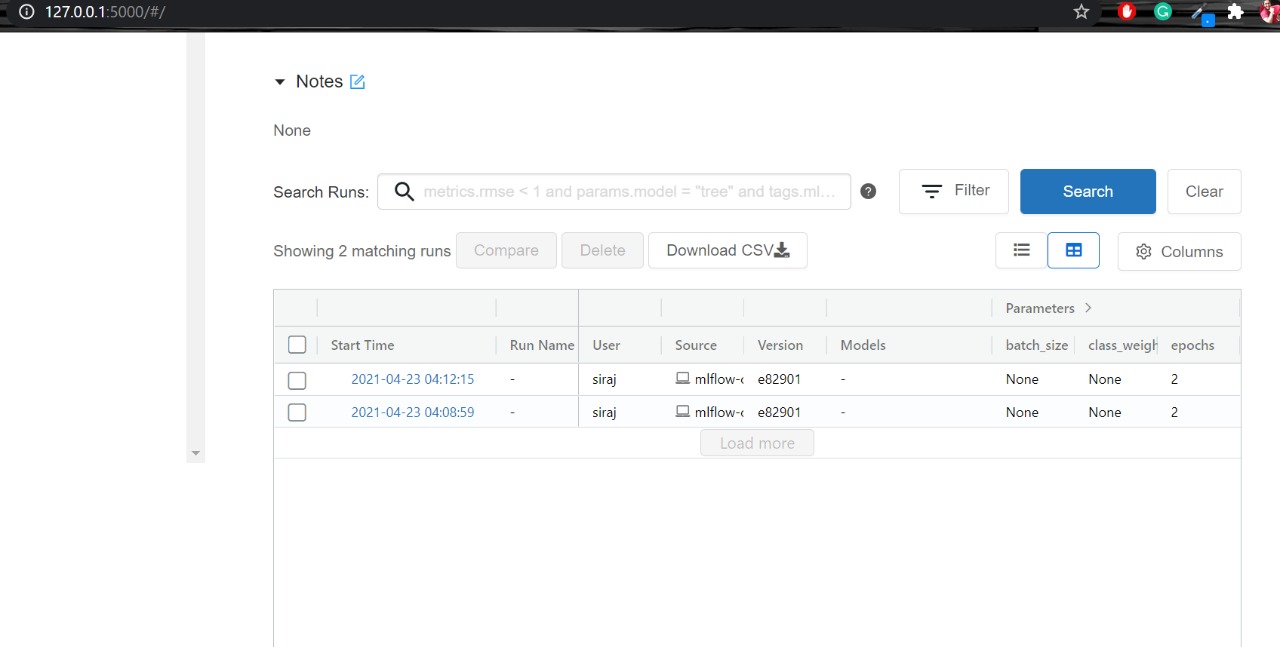 127.0.0.1:5000/#/
Notes
None
Search Runs: metrics.rmse < 1 and params.model = "tree" and tags.ml... ? Filter Search Clear
Showing 2 matching runs Compare Delete Download CSV Columns
Parameters >
Start Time Run Name User Source Version Models batch_size class_weigh epochs
2021-04-23 04:12:15 - siraj mlflow-c e82901 - None None 2
2021-04-23 04:08:59 - siraj mlflow-c e82901 - None None 2
Load more